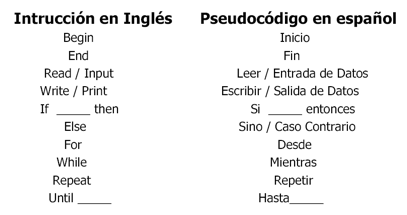 Intrucción en Inglés Pseudocódigo en español
Begin Inicio
End Fin
Read / Input Leer / Entrada de Datos
Write / Print Escribir / Salida de Datos
If _____ then Si _____ entonces
Else Sino / Caso Contrario
For Desde
While Mientras
Repeat Repetir
Until _____ Hasta_____